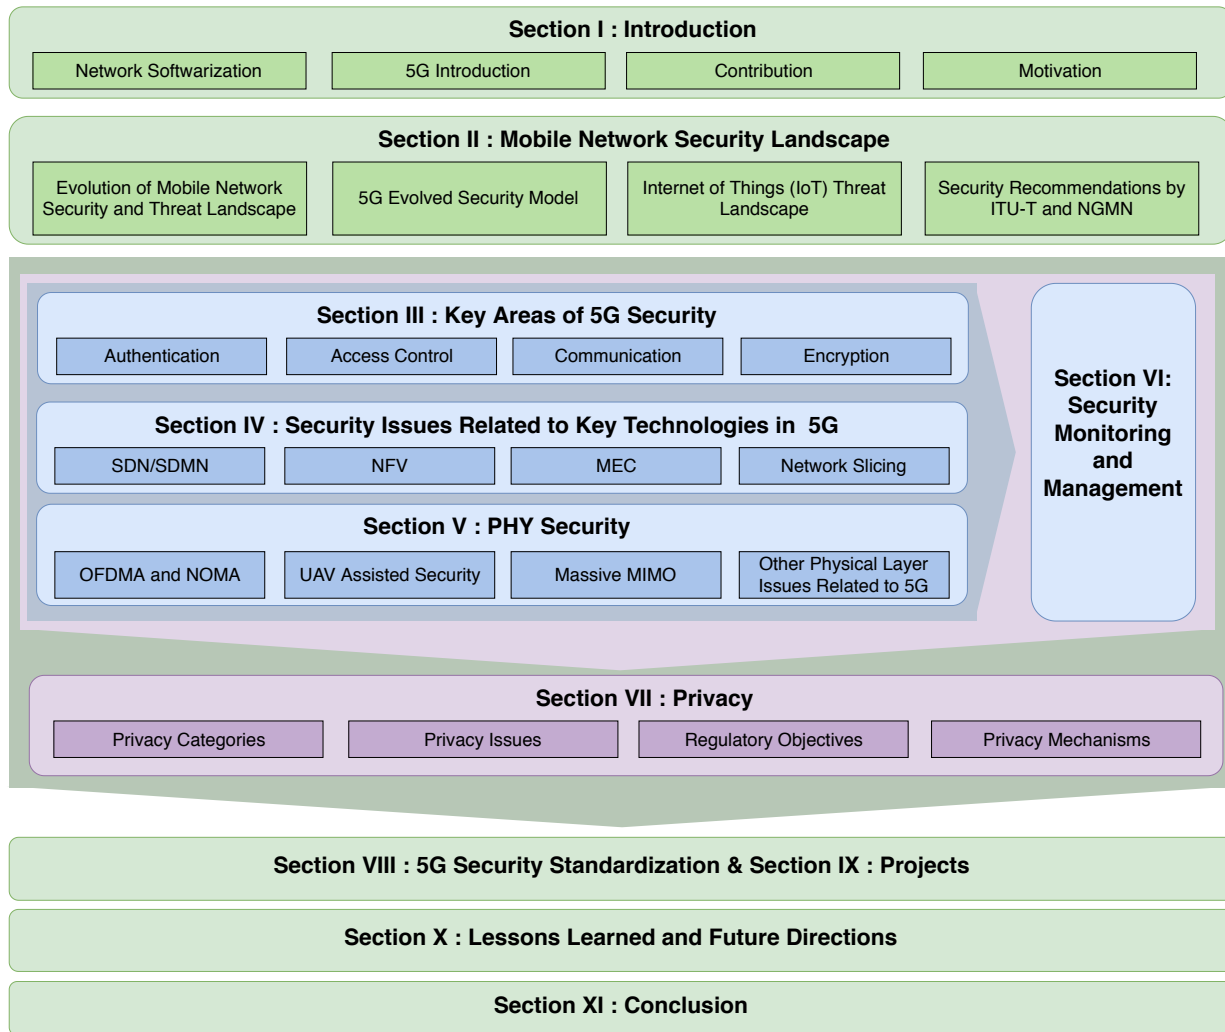 Section I : Introduction
Network Softwarization
5G Introduction
Contribution
Motivation
Section II : Mobile Network Security Landscape
Evolution of Mobile Network
Security and Threat Landscape
5G Evolved Security Model
Internet of Things (IoT) Threat
Landscape
Security Recommendations by
ITU-T and NGMN
Section III : Key Areas of 5G Security
Authentication
Access Control
Communication
Encryption
Section IV : Security Issues Related to Key Technologies in 5G
SDN/SDMN
NFV
MEC
Network Slicing
Section V : PHY Security
OFDMA and NOMA
UAV Assisted Security
Massive MIMO
Other Physical Layer
Issues Related to 5G
Section VI:
Security
Monitoring
and
Management
Section VII : Privacy
Privacy Categories
Privacy Issues
Regulatory Objectives
Privacy Mechanisms
Section VIII : 5G Security Standardization & Section IX : Projects
Section X : Lessons Learned and Future Directions
Section XI : Conclusion